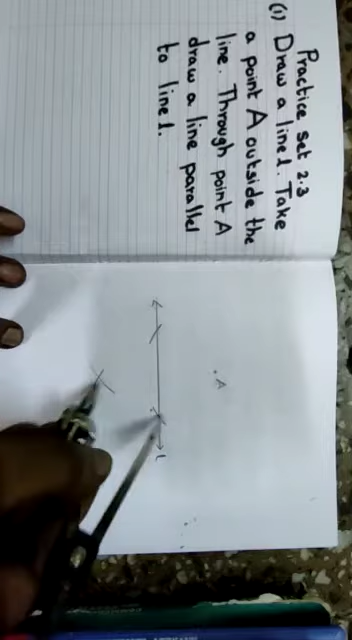 Practice Set 2.3
(1) Draw a line l. Take
a point A outside the
line. Through point A
draw a line parallel
to line l.
A
l